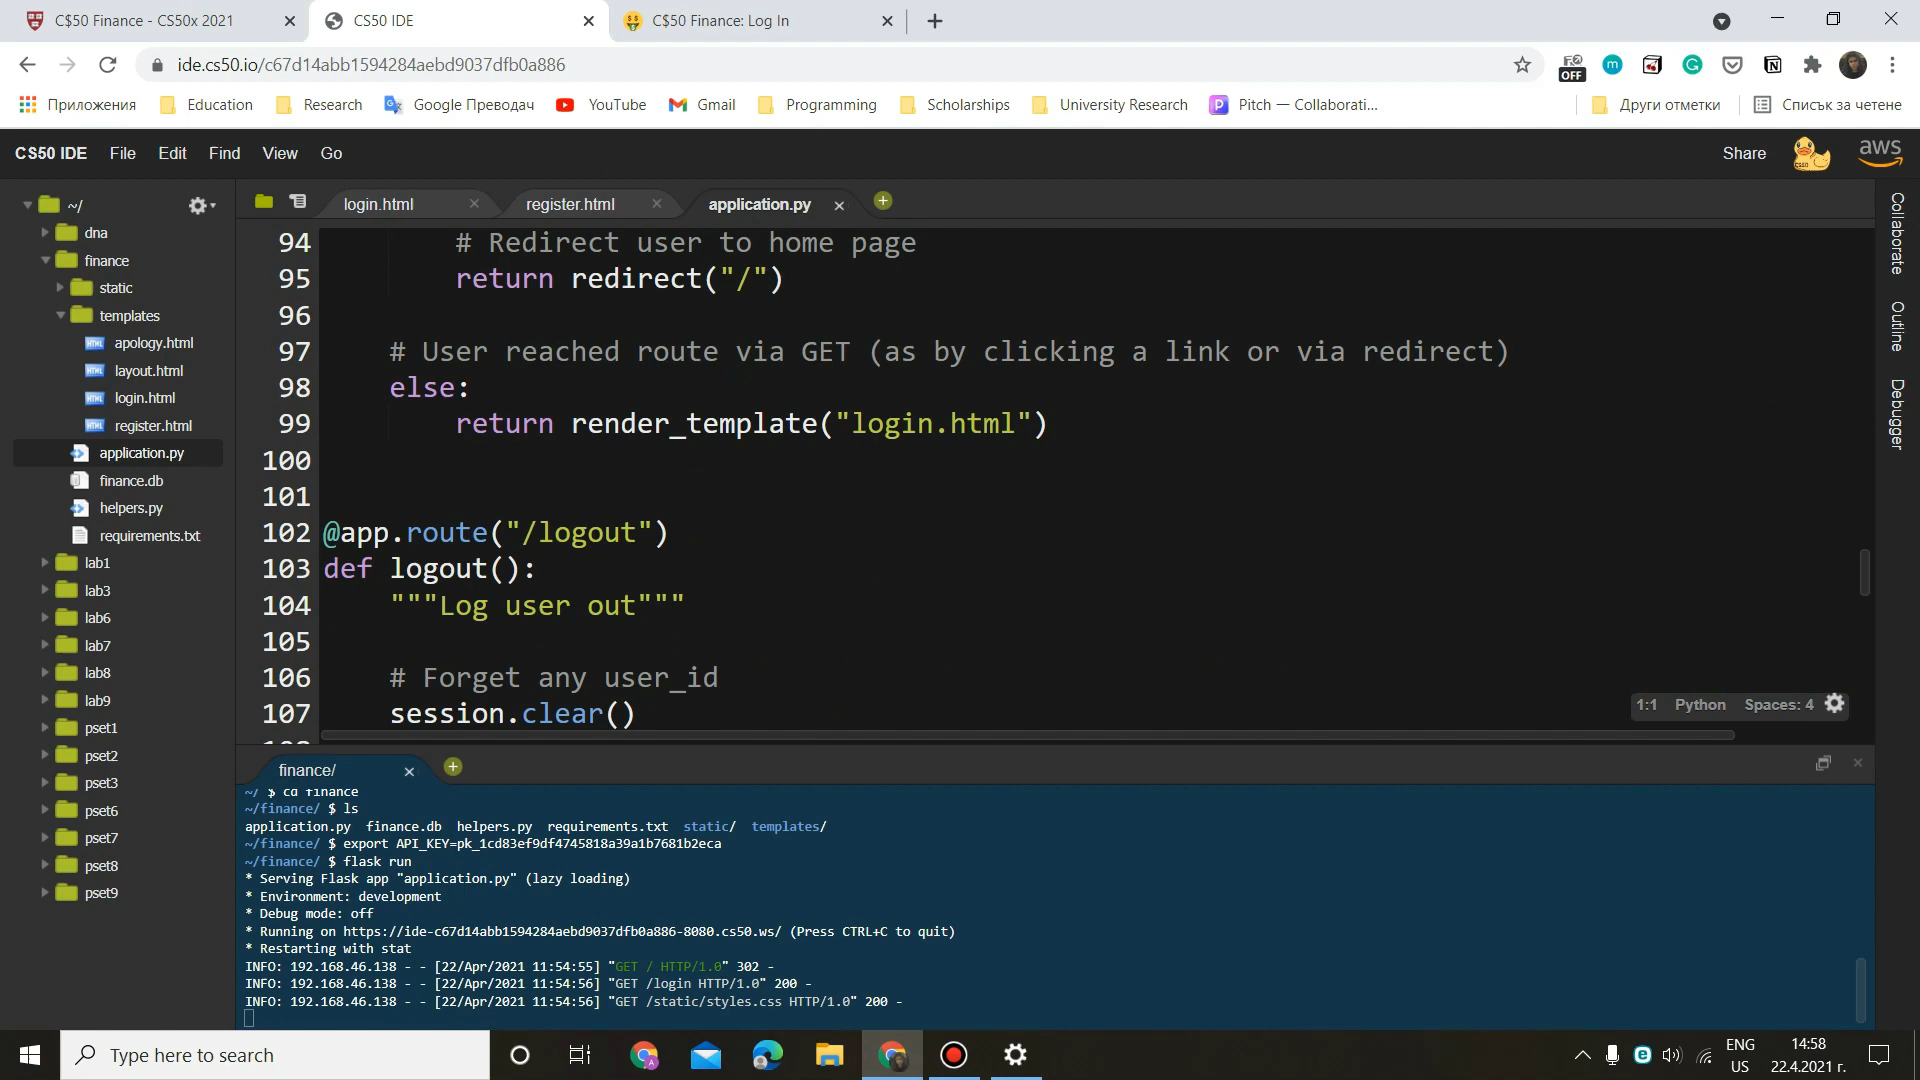 C$50 Finance - CS50x 2021
CS50 IDE
C$50 Finance: Log In
ide.cs50.io/c67d14abb1594284aebd9037dfb0a886
OFF
Приложения
Education
Research
Google Преводач
YouTube
Gmail
Programming
Scholarships
University Research
Pitch — Collaborati...
Други отметки
Списък за четене
CS50 IDE File Edit Find View Go
Share
aws
~/
dna
finance
static
templates
apology.html
layout.html
login.html
register.html
application.py
finance.db
helpers.py
requirements.txt
lab1
lab3
lab6
lab7
lab8
lab9
pset1
pset2
pset3
pset6
pset7
pset8
pset9
login.html
register.html
application.py
94 # Redirect user to home page
95 return redirect("/")
96
97 # User reached route via GET (as by clicking a link or via redirect)
98 else:
99 return render_template("login.html")
100
101
102 @app.route("/logout")
103 def logout():
104 """Log user out"""
105
106 # Forget any user_id
107 session.clear()
1:1 Python Spaces: 4
Collaborate
Outline
Debugger
finance/
~/ $ cd finance
~/finance/ $ ls
application.py finance.db helpers.py requirements.txt static/ templates/
~/finance/ $ export API_KEY=pk_1cd83ef9df4745818a39a1b7681b2eca
~/finance/ $ flask run
* Serving Flask app "application.py" (lazy loading)
* Environment: development
* Debug mode: off
* Running on https://ide-c67d14abb1594284aebd9037dfb0a886-8080.cs50.ws/ (Press CTRL+C to quit)
* Restarting with stat
INFO: 192.168.46.138 - - [22/Apr/2021 11:54:55] "GET / HTTP/1.0" 302 -
INFO: 192.168.46.138 - - [22/Apr/2021 11:54:56] "GET /login HTTP/1.0" 200 -
INFO: 192.168.46.138 - - [22/Apr/2021 11:54:56] "GET /static/styles.css HTTP/1.0" 200 -
Type here to search
ENG
US
14:58
22.4.2021 г.